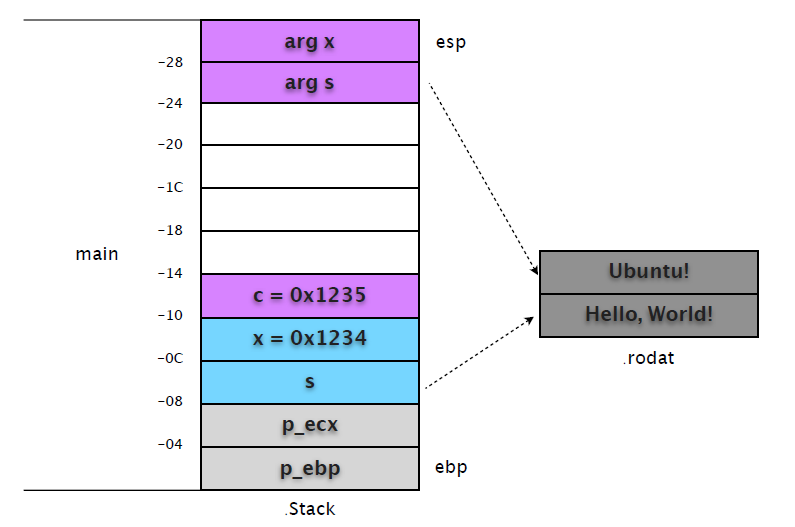 arg x
esp
-28
arg s
-24
-20
-1C
-18
main
-14
c = 0x1235
-10
x = 0x1234
-0C
s
-08
p_ecx
-04
p_ebp
ebp
.Stack
Ubuntu!
Hello, World!
.rodat